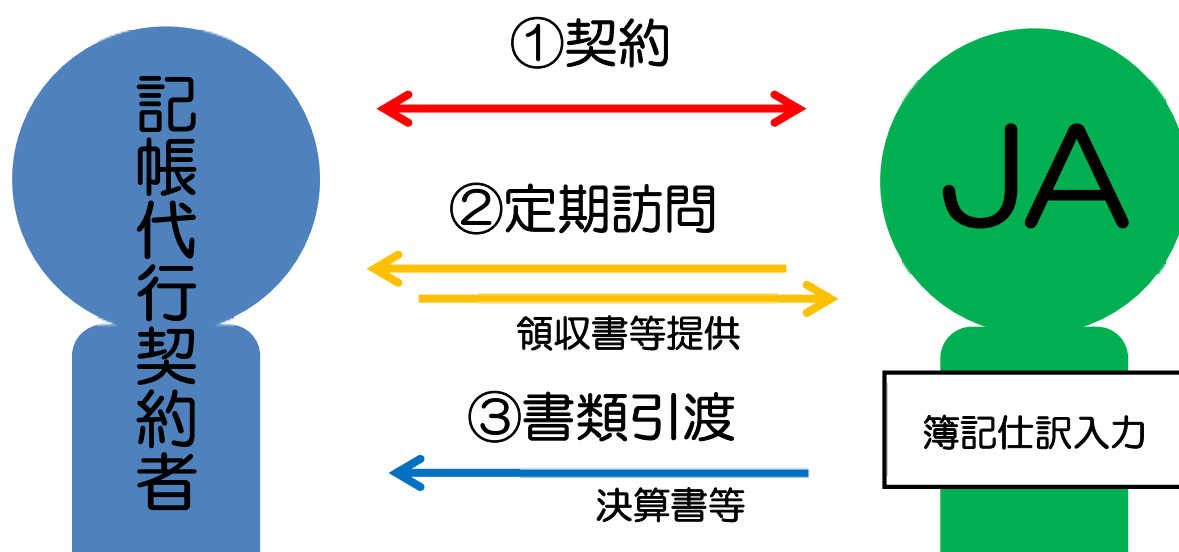 記帳代行契約者
①契約
②定期訪問
領収書等提供
③書類引渡
決算書等
JA
簿記仕訳入力